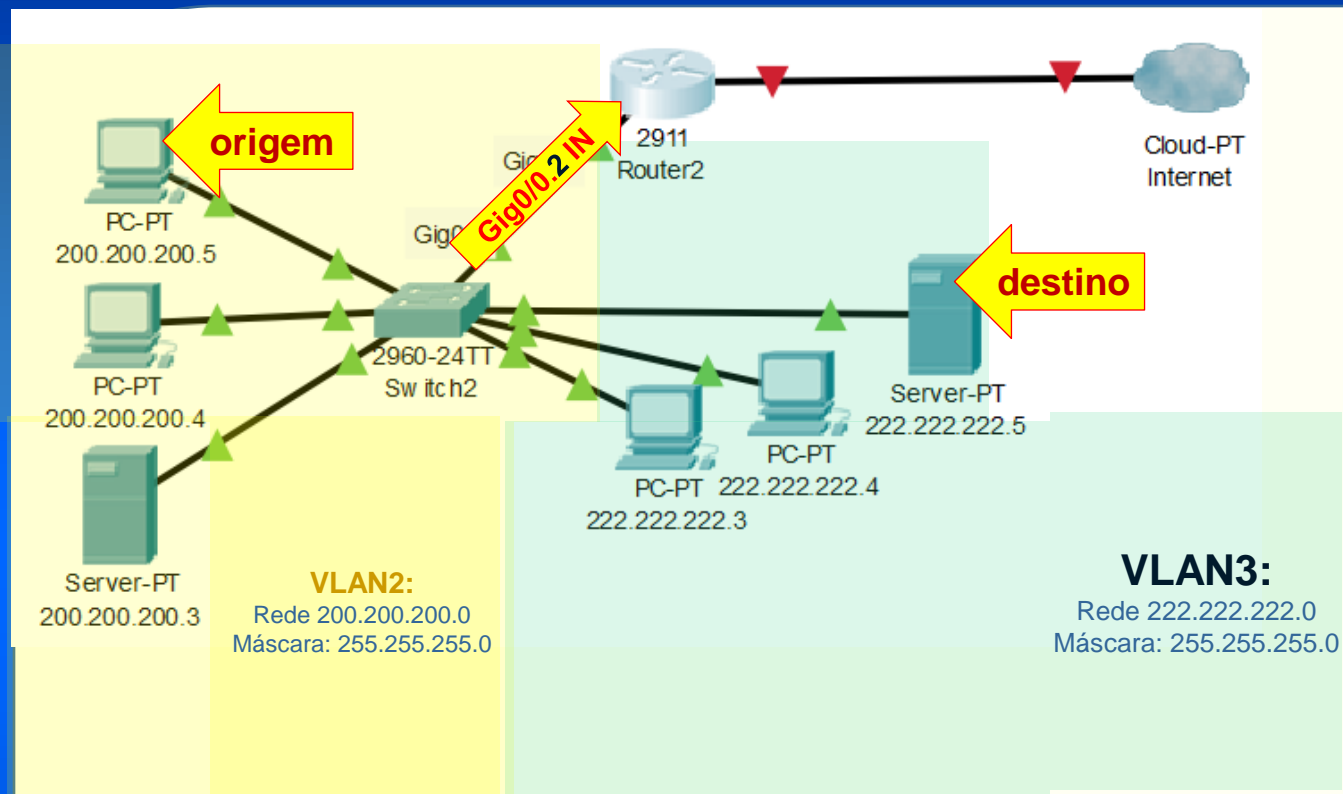 origem
PC-PT
200.200.200.5
PC-PT
200.200.200.4
Server-PT
200.200.200.3
Gig0/0.2 IN
2911
Router2
Cloud-PT
Internet
2960-24TT
Switch2
destino
Server-PT
222.222.222.5
PC-PT
222.222.222.4
PC-PT
222.222.222.3
VLAN2:
Rede 200.200.200.0
Máscara: 255.255.255.0
VLAN3:
Rede 222.222.222.0
Máscara: 255.255.255.0